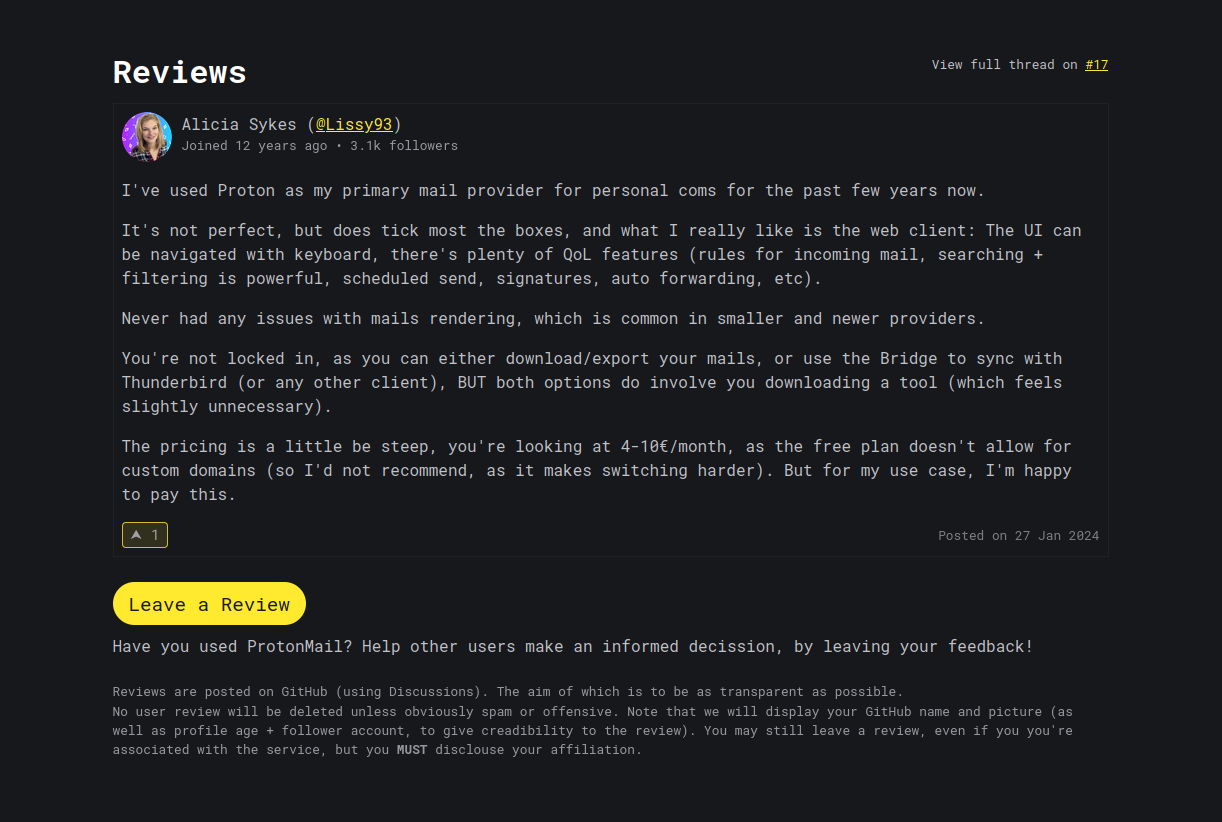 Reviews
View full thread on #17
Alicia Sykes (@Lissy93)
Joined 12 years ago • 3.1k followers
I've used Proton as my primary mail provider for personal coms for the past few years now.
It's not perfect, but does tick most the boxes, and what I really like is the web client: The UI can
be navigated with keyboard, there's plenty of QoL features (rules for incoming mail, searching +
filtering is powerful, scheduled send, signatures, auto forwarding, etc).
Never had any issues with mails rendering, which is common in smaller and newer providers.
You're not locked in, as you can either download/export your mails, or use the Bridge to sync with
Thunderbird (or any other client), BUT both options do involve you downloading a tool (which feels
slightly unnecessary).
The pricing is a little be steep, you're looking at 4-10€/month, as the free plan doesn't allow for
custom domains (so I'd not recommend, as it makes switching harder). But for my use case, I'm happy
to pay this.
⮝ 1
Posted on 27 Jan 2024
Leave a Review
Have you used ProtonMail? Help other users make an informed decission, by leaving your feedback!
Reviews are posted on GitHub (using Discussions). The aim of which is to be as transparent as possible.
No user review will be deleted unless obviously spam or offensive. Note that we will display your GitHub name and picture (as
well as profile age + follower account, to give creadibility to the review). You may still leave a review, even if you you're
associated with the service, but you MUST disclouse your affiliation.